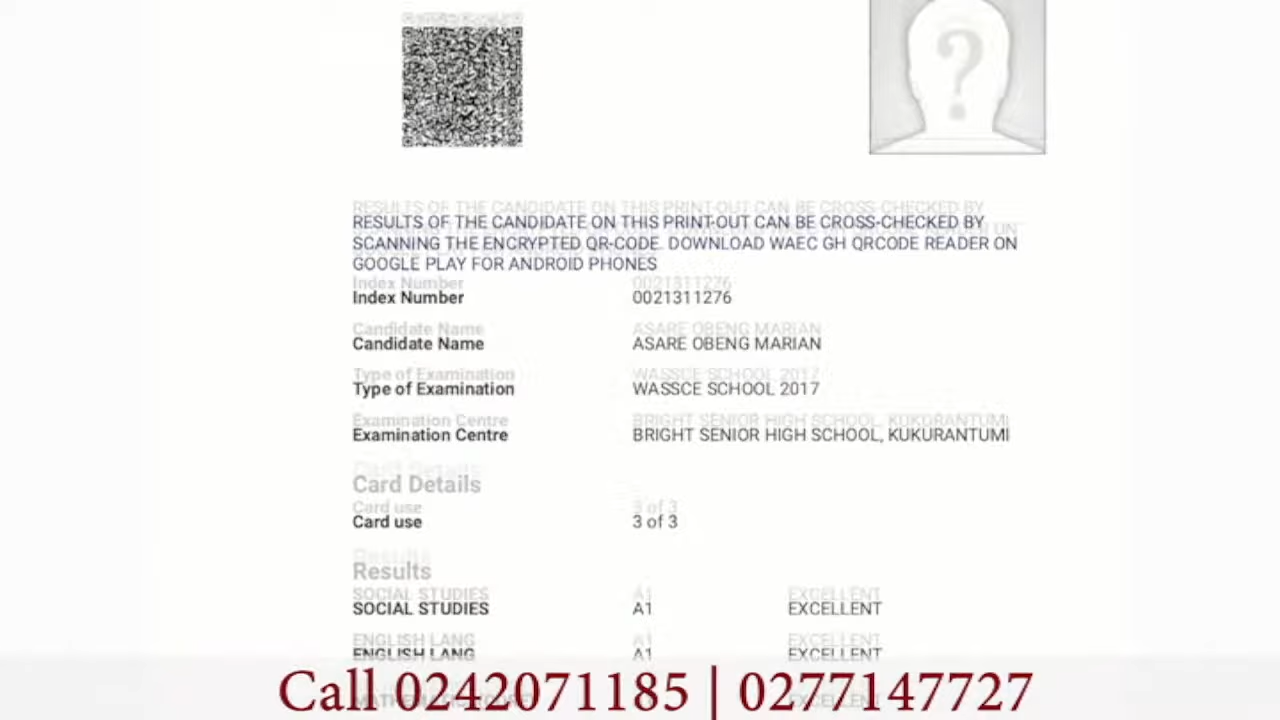 RESULTS OF THE CANDIDATE ON THIS PRINT-OUT CAN BE CROSS-CHECKED BY
SCANNING THE ENCRYPTED QR-CODE. DOWNLOAD WAEC GH QRCODE READER ON
GOOGLE PLAY FOR ANDROID PHONES
Index Number 0021311276
Candidate Name ASARE OBENG MARIAN
Type of Examination WASSCE SCHOOL 2017
Examination Centre BRIGHT SENIOR HIGH SCHOOL, KUKURANTUMI
Card Details
Card use 3 of 3
Results
SOCIAL STUDIES A1 EXCELLENT
ENGLISH LANG A1 EXCELLENT
Call 0242071185 | 0277147727